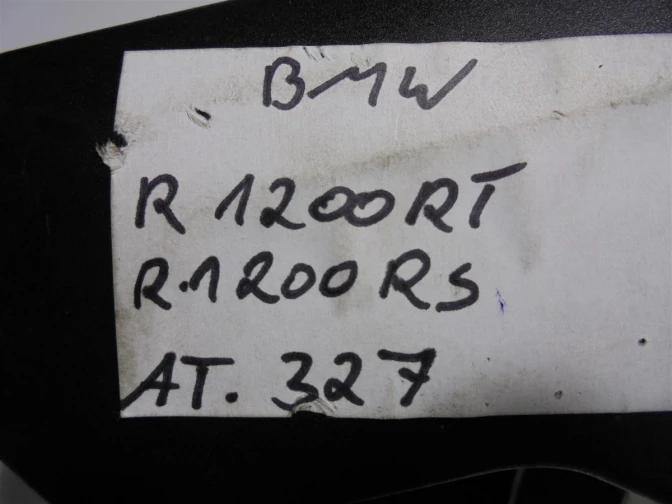 BMW
R 1200 RT
R.1200 RS
AT. 327